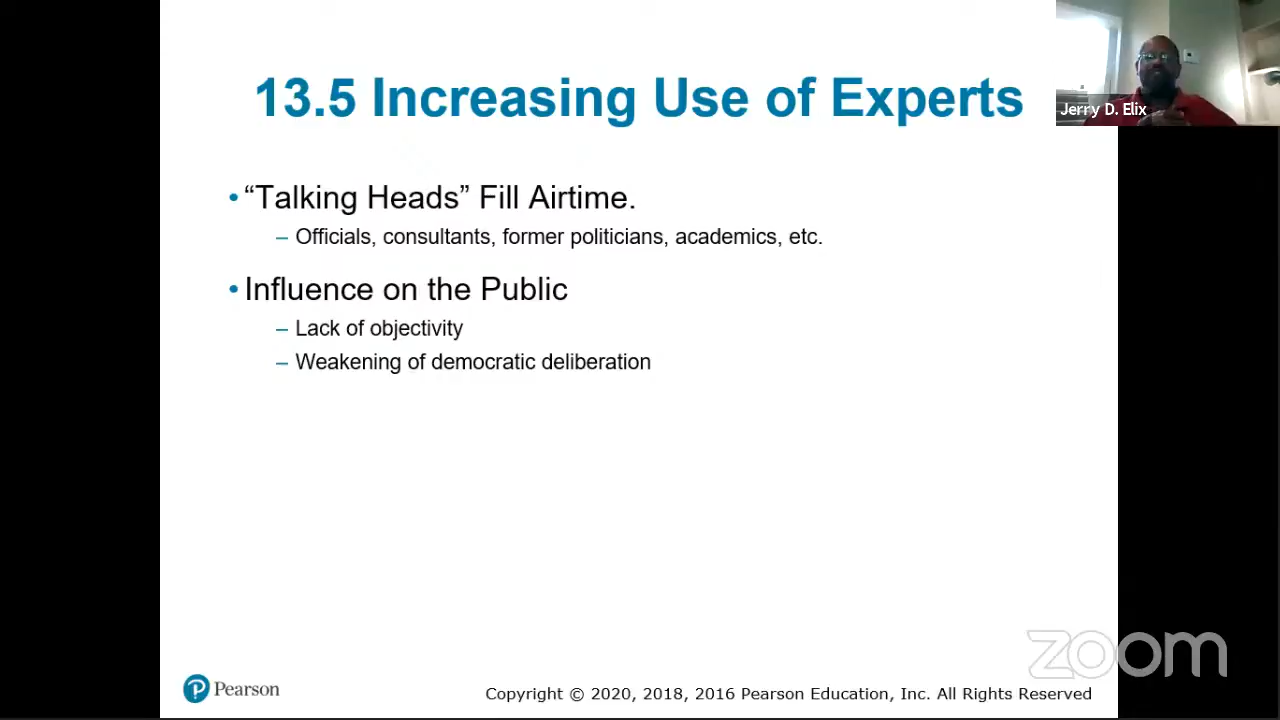 13.5 Increasing Use of Experts
Jerry D. Elix
• “Talking Heads” Fill Airtime.
– Officials, consultants, former politicians, academics, etc.
• Influence on the Public
– Lack of objectivity
– Weakening of democratic deliberation
zoom
P Pearson
Copyright © 2020, 2018, 2016 Pearson Education, Inc. All Rights Reserved